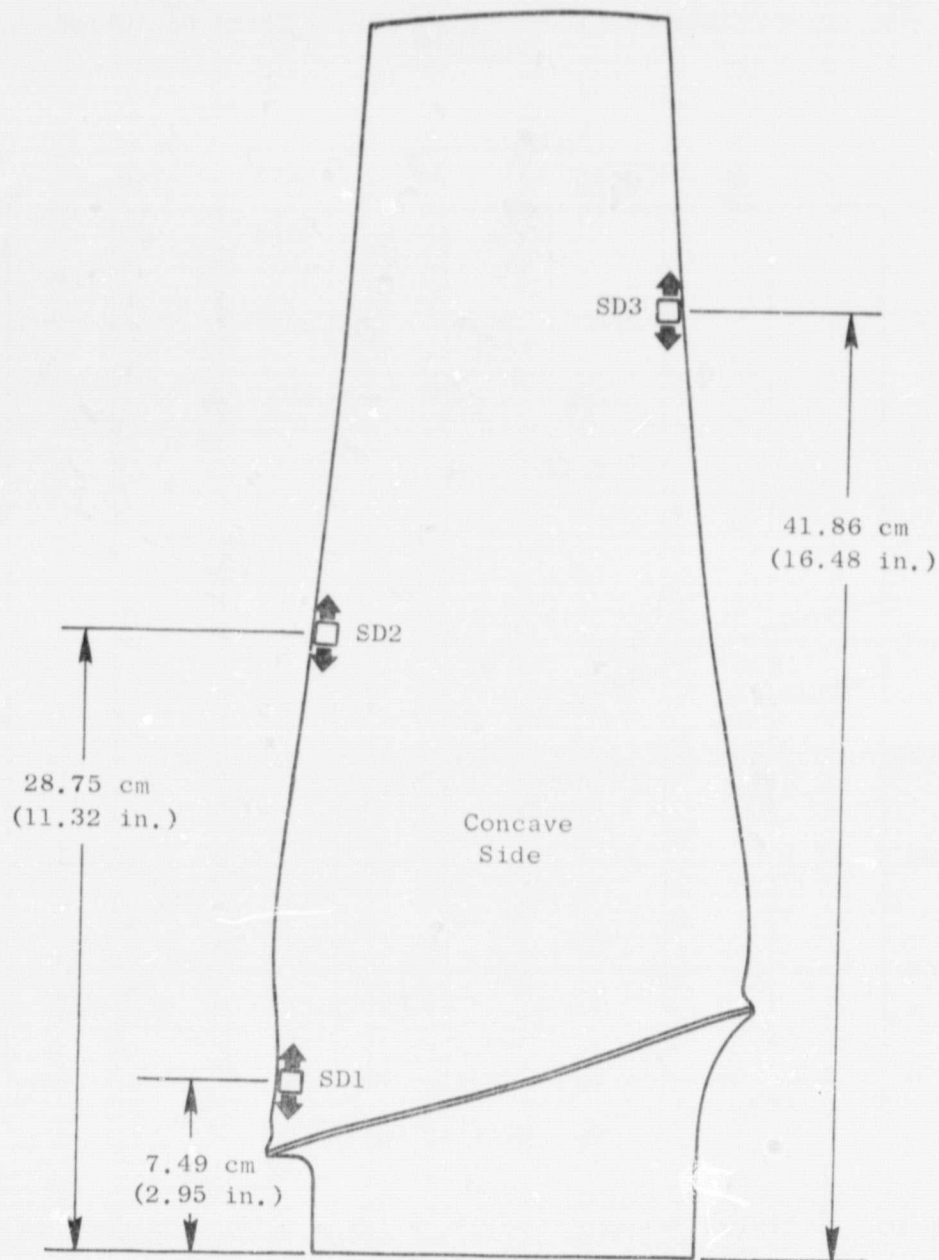 SD3
41.86 cm
(16.48 in.)
SD2
28.75 cm
(11.32 in.)
Concave
Side
SD1
7.49 cm
(2.95 in.)